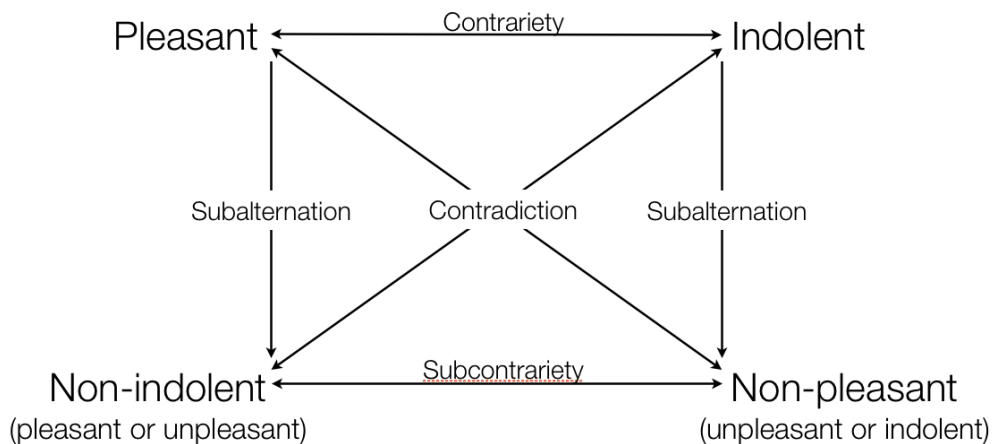 Contrariety
Pleasant Indolent
Subalternation Contradiction Subalternation
Subcontrariety
Non-indolent Non-pleasant
(pleasant or unpleasant) (unpleasant or indolent)